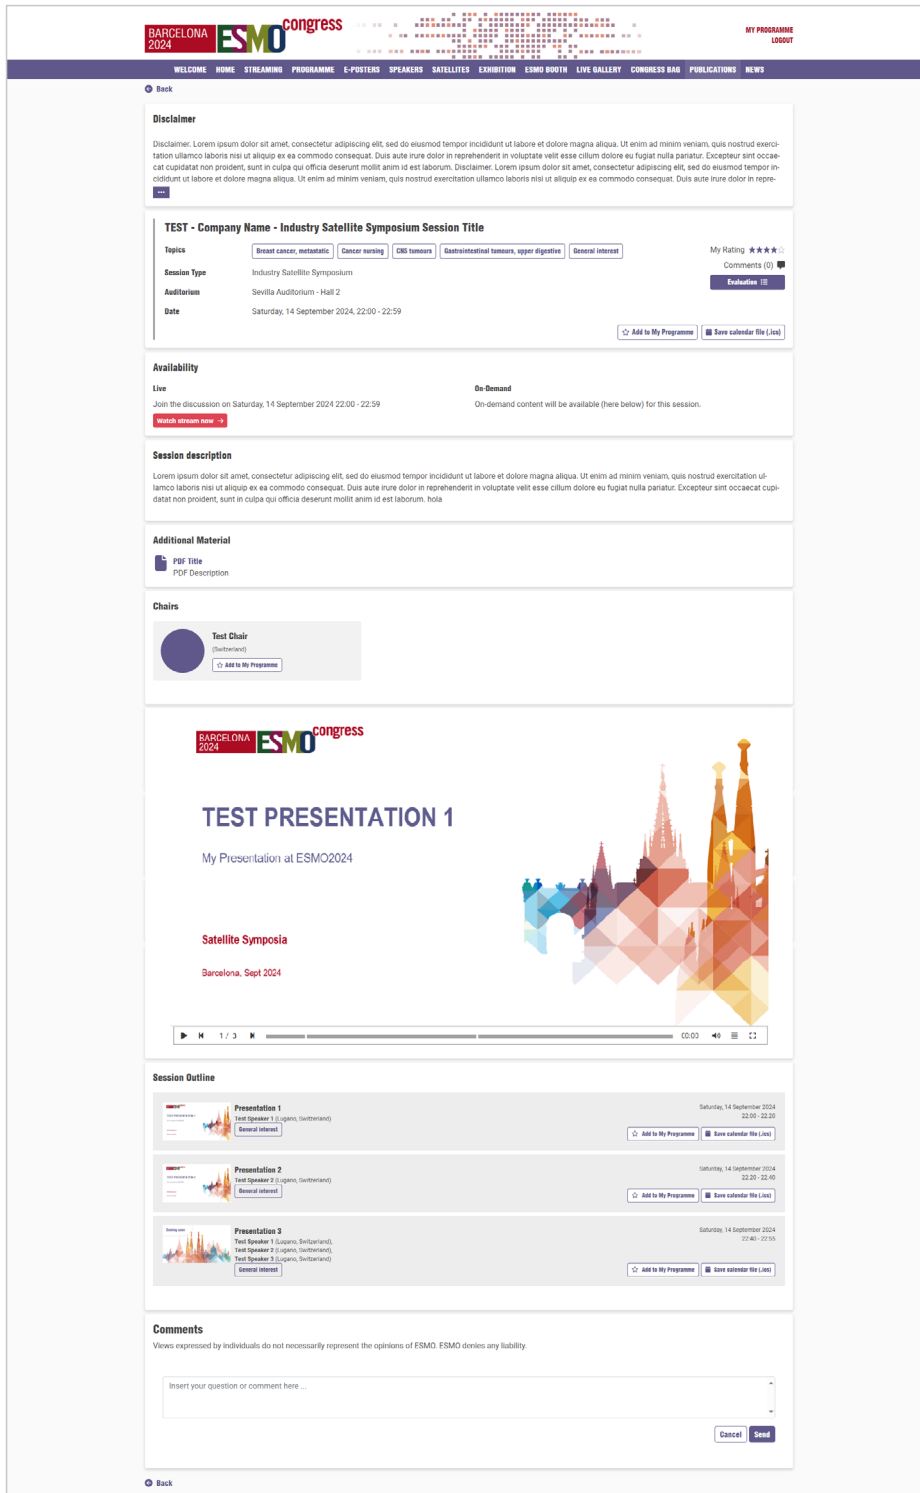 BARCELONA
2024
ESMO congress
MY PROGRAMME
LOGOUT
WELCOME HOME STREAMING PROGRAMME E-POSTERS SPEAKERS SATELLITES EXHIBITION ESMO BOOTH LIVE GALLERY CONGRESS BAG PUBLICATIONS NEWS
Back
Disclaimer
Disclaimer. Lorem ipsum dolor sit amet, consectetur adipiscing elit, sed do eiusmod tempor incididunt ut labore et dolore magna aliqua. Ut enim ad minim veniam, quis nostrud exerci-
tation ullamco laboris nisi ut aliquip ex ea commodo consequat. Duis aute irure dolor in reprehenderit in voluptate velit esse cillum dolore eu fugiat nulla pariatur. Excepteur sint occae-
cat cupidatat non proident, sunt in culpa qui officia deserunt mollit anim id est laborum. Disclaimer. Lorem ipsum dolor sit amet, consectetur adipiscing elit, sed do eiusmod tempor in-
cididunt ut labore et dolore magna aliqua. Ut enim ad minim veniam, quis nostrud exercitation ullamco laboris nisi ut aliquip ex ea commodo consequat. Duis aute irure dolor in repre-
...
TEST - Company Name - Industry Satellite Symposium Session Title
Topics Breast cancer, metastatic Cancer nursing CNS tumours Gastrointestinal tumours, upper digestive General interest
My Rating
Comments (0)
Evaluation
Session Type Industry Satellite Symposium
Auditorium Sevilla Auditorium - Hall 2
Date Saturday, 14 September 2024, 22:00 - 22:59
Add to My Programme Save calendar file (.ics)
Availability
Live On-Demand
Join the discussion on Saturday, 14 September 2024 22:00 - 22:59 On-demand content will be available (here below) for this session.
Watch stream now
Session description
Lorem ipsum dolor sit amet, consectetur adipiscing elit, sed do eiusmod tempor incididunt ut labore et dolore magna aliqua. Ut enim ad minim veniam, quis nostrud exercitation ul-
lamco laboris nisi ut aliquip ex ea commodo consequat. Duis aute irure dolor in reprehenderit in voluptate velit esse cillum dolore eu fugiat nulla pariatur. Excepteur sint occaecat cupi-
datat non proident, sunt in culpa qui officia deserunt mollit anim id est laborum. hola
Additional Material
PDF Title
PDF Description
Chairs
Test Chair
(Switzerland)
Add to My Programme
BARCELONA
2024
ESMO congress
TEST PRESENTATION 1
My Presentation at ESMO2024
Satellite Symposia
Barcelona, Sept 2024
1 / 3 00:00
Session Outline
Presentation 1
Test Speaker 1 (Lugano, Switzerland)
General interest
Saturday, 14 September 2024
22:00 - 22:20
Add to My Programme Save calendar file (.ics)
Presentation 2
Test Speaker 2 (Lugano, Switzerland)
General interest
Saturday, 14 September 2024
22:20 - 22:40
Add to My Programme Save calendar file (.ics)
Presentation 3
Test Speaker 1 (Lugano, Switzerland),
Test Speaker 2 (Lugano, Switzerland),
Test Speaker 3 (Lugano, Switzerland)
General interest
Saturday, 14 September 2024
22:40 - 22:55
Add to My Programme Save calendar file (.ics)
Comments
Views expressed by individuals do not necessarily represent the opinions of ESMO. ESMO denies any liability.
Insert your question or comment here ...
Cancel Send
Back